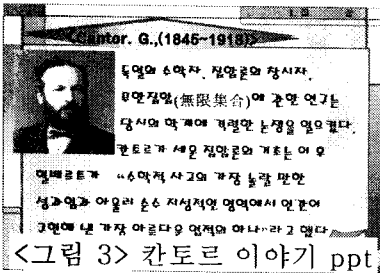 <Cantor. G.,(1845~1918)>
독일의 수학자. 집합론의 창시자.
무한집합(無限集合)에 관한 연구는
당시의 학계에 격렬한 논쟁을 일으켰다.
칸토르가 세운 집합론의 기초는 이 후
힐베르트가 “수학적 사고의 가장 놀랄 만한
성과임과 아울러 순수 지성적인 영역에서 인간이
구현해 낸 가장 아름다운 업적의 하나”라고 했다
<그림 3> 칸토르 이야기 ppt